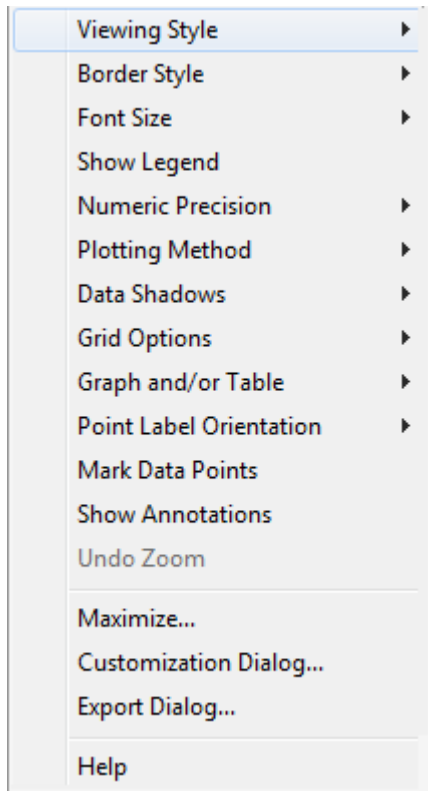 Viewing Style
Border Style
Font Size
Show Legend
Numeric Precision
Plotting Method
Data Shadows
Grid Options
Graph and/or Table
Point Label Orientation
Mark Data Points
Show Annotations
Undo Zoom
Maximize...
Customization Dialog...
Export Dialog...
Help